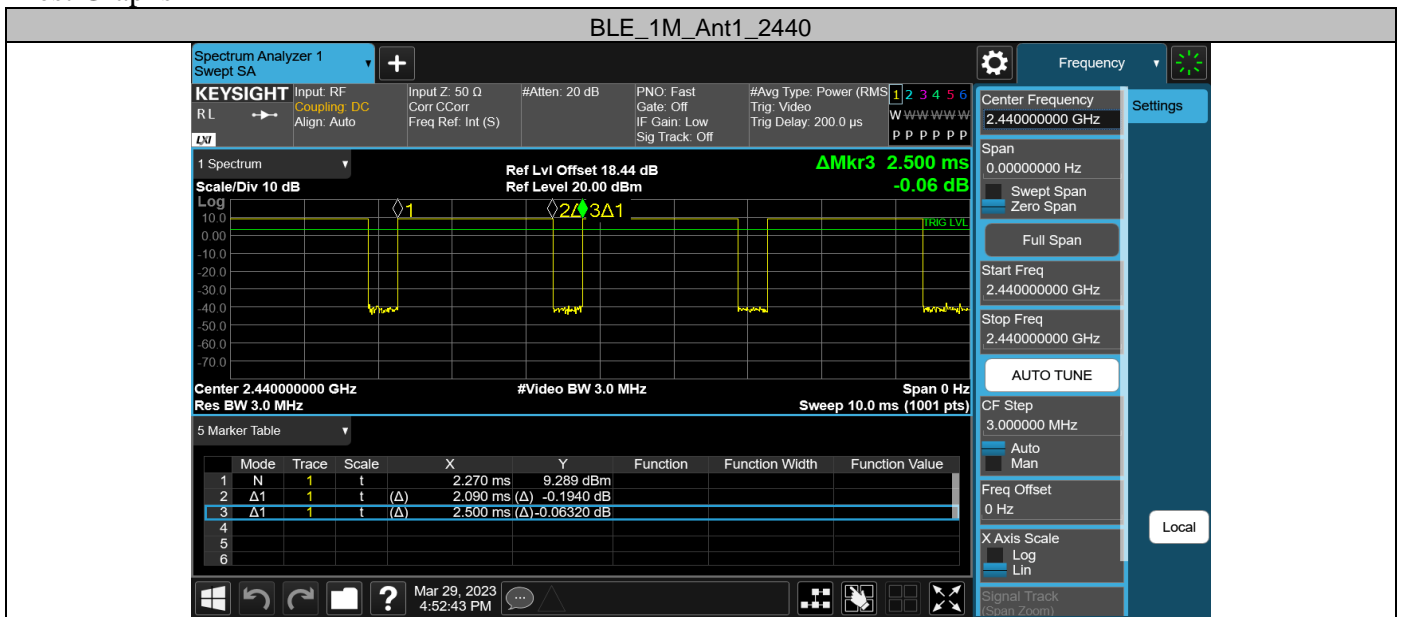 BLE_1M_Ant1_2440
Spectrum Analyzer 1
Swept SA
+
Frequency
KEYSIGHT
RL
LXI
Input: RF
Coupling: DC
Align: Auto
Input Z: 50 Ω
Corr CCorr
Freq Ref: Int (S)
#Atten: 20 dB
PNO: Fast
Gate: Off
IF Gain: Low
Sig Track: Off
#Avg Type: Power (RMS
Trig: Video
Trig Delay: 200.0 µs
1 2 3 4 5 6
W W W W W W
P P P P P P
1 Spectrum
Scale/Div 10 dB
Ref Lvl Offset 18.44 dB
Ref Level 20.00 dBm
ΔMkr3 2.500 ms
-0.06 dB
Log
10.0
0.00
-10.0
-20.0
-30.0
-40.0
-50.0
-60.0
-70.0
1
2Δ
3Δ1
TRIG LVL
Center 2.440000000 GHz
#Video BW 3.0 MHz
Span 0 Hz
Res BW 3.0 MHz
Sweep 10.0 ms (1001 pts)
5 Marker Table
Mode Trace Scale X Y Function Function Width Function Value
1 N 1 t 2.270 ms 9.289 dBm
2 Δ1 1 t (Δ) 2.090 ms (Δ) -0.1940 dB
3 Δ1 1 t (Δ) 2.500 ms (Δ) -0.06320 dB
4
5
6
Mar 29, 2023
4:52:43 PM
?
Center Frequency
2.440000000 GHz
Settings
Span
0.00000000 Hz
Swept Span
Zero Span
Full Span
Start Freq
2.440000000 GHz
Stop Freq
2.440000000 GHz
AUTO TUNE
CF Step
3.000000 MHz
Auto
Man
Freq Offset
0 Hz
Local
X Axis Scale
Log
Lin
Signal Track
(Span Zoom)